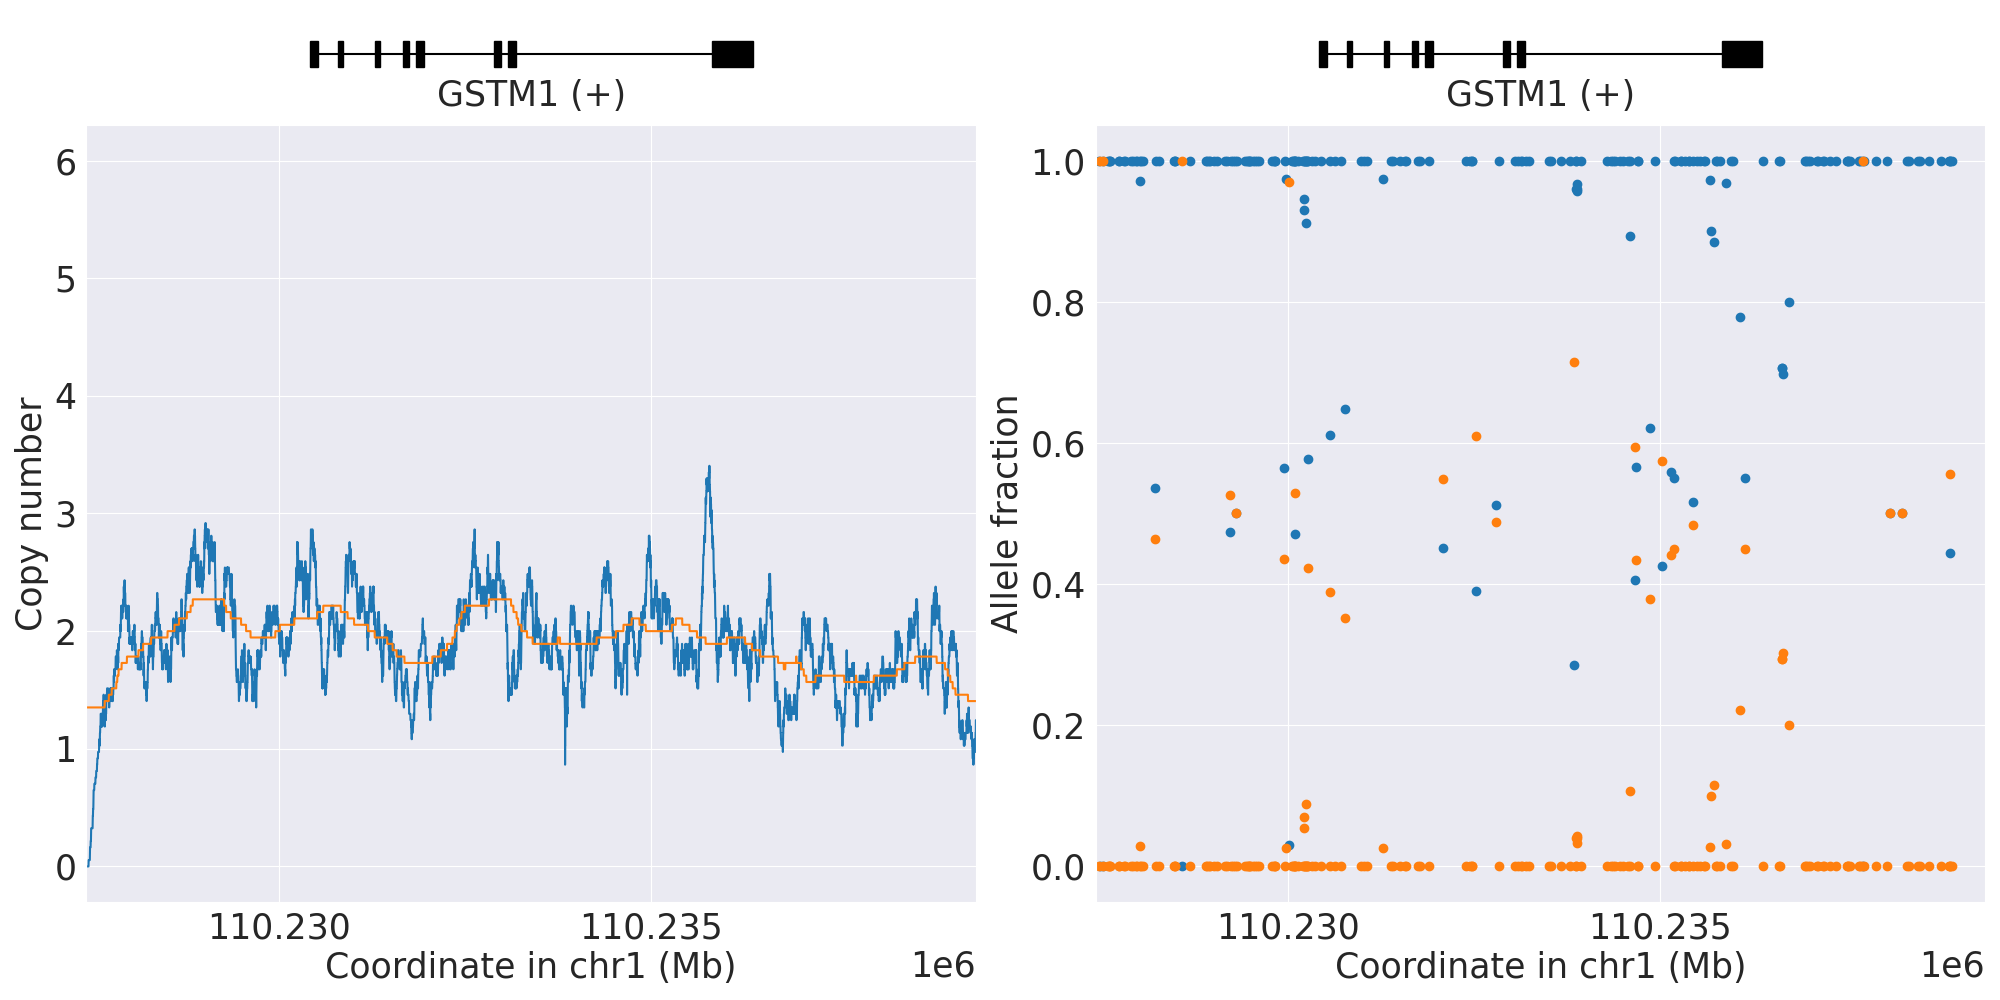 GSTM1 (+)
GSTM1 (+)
Copy number
6
5
4
3
2
1
0
110.230
110.235
Coordinate in chr1 (Mb)
1e6
Allele fraction
1.0
0.8
0.6
0.4
0.2
0.0
110.230
110.235
Coordinate in chr1 (Mb)
1e6